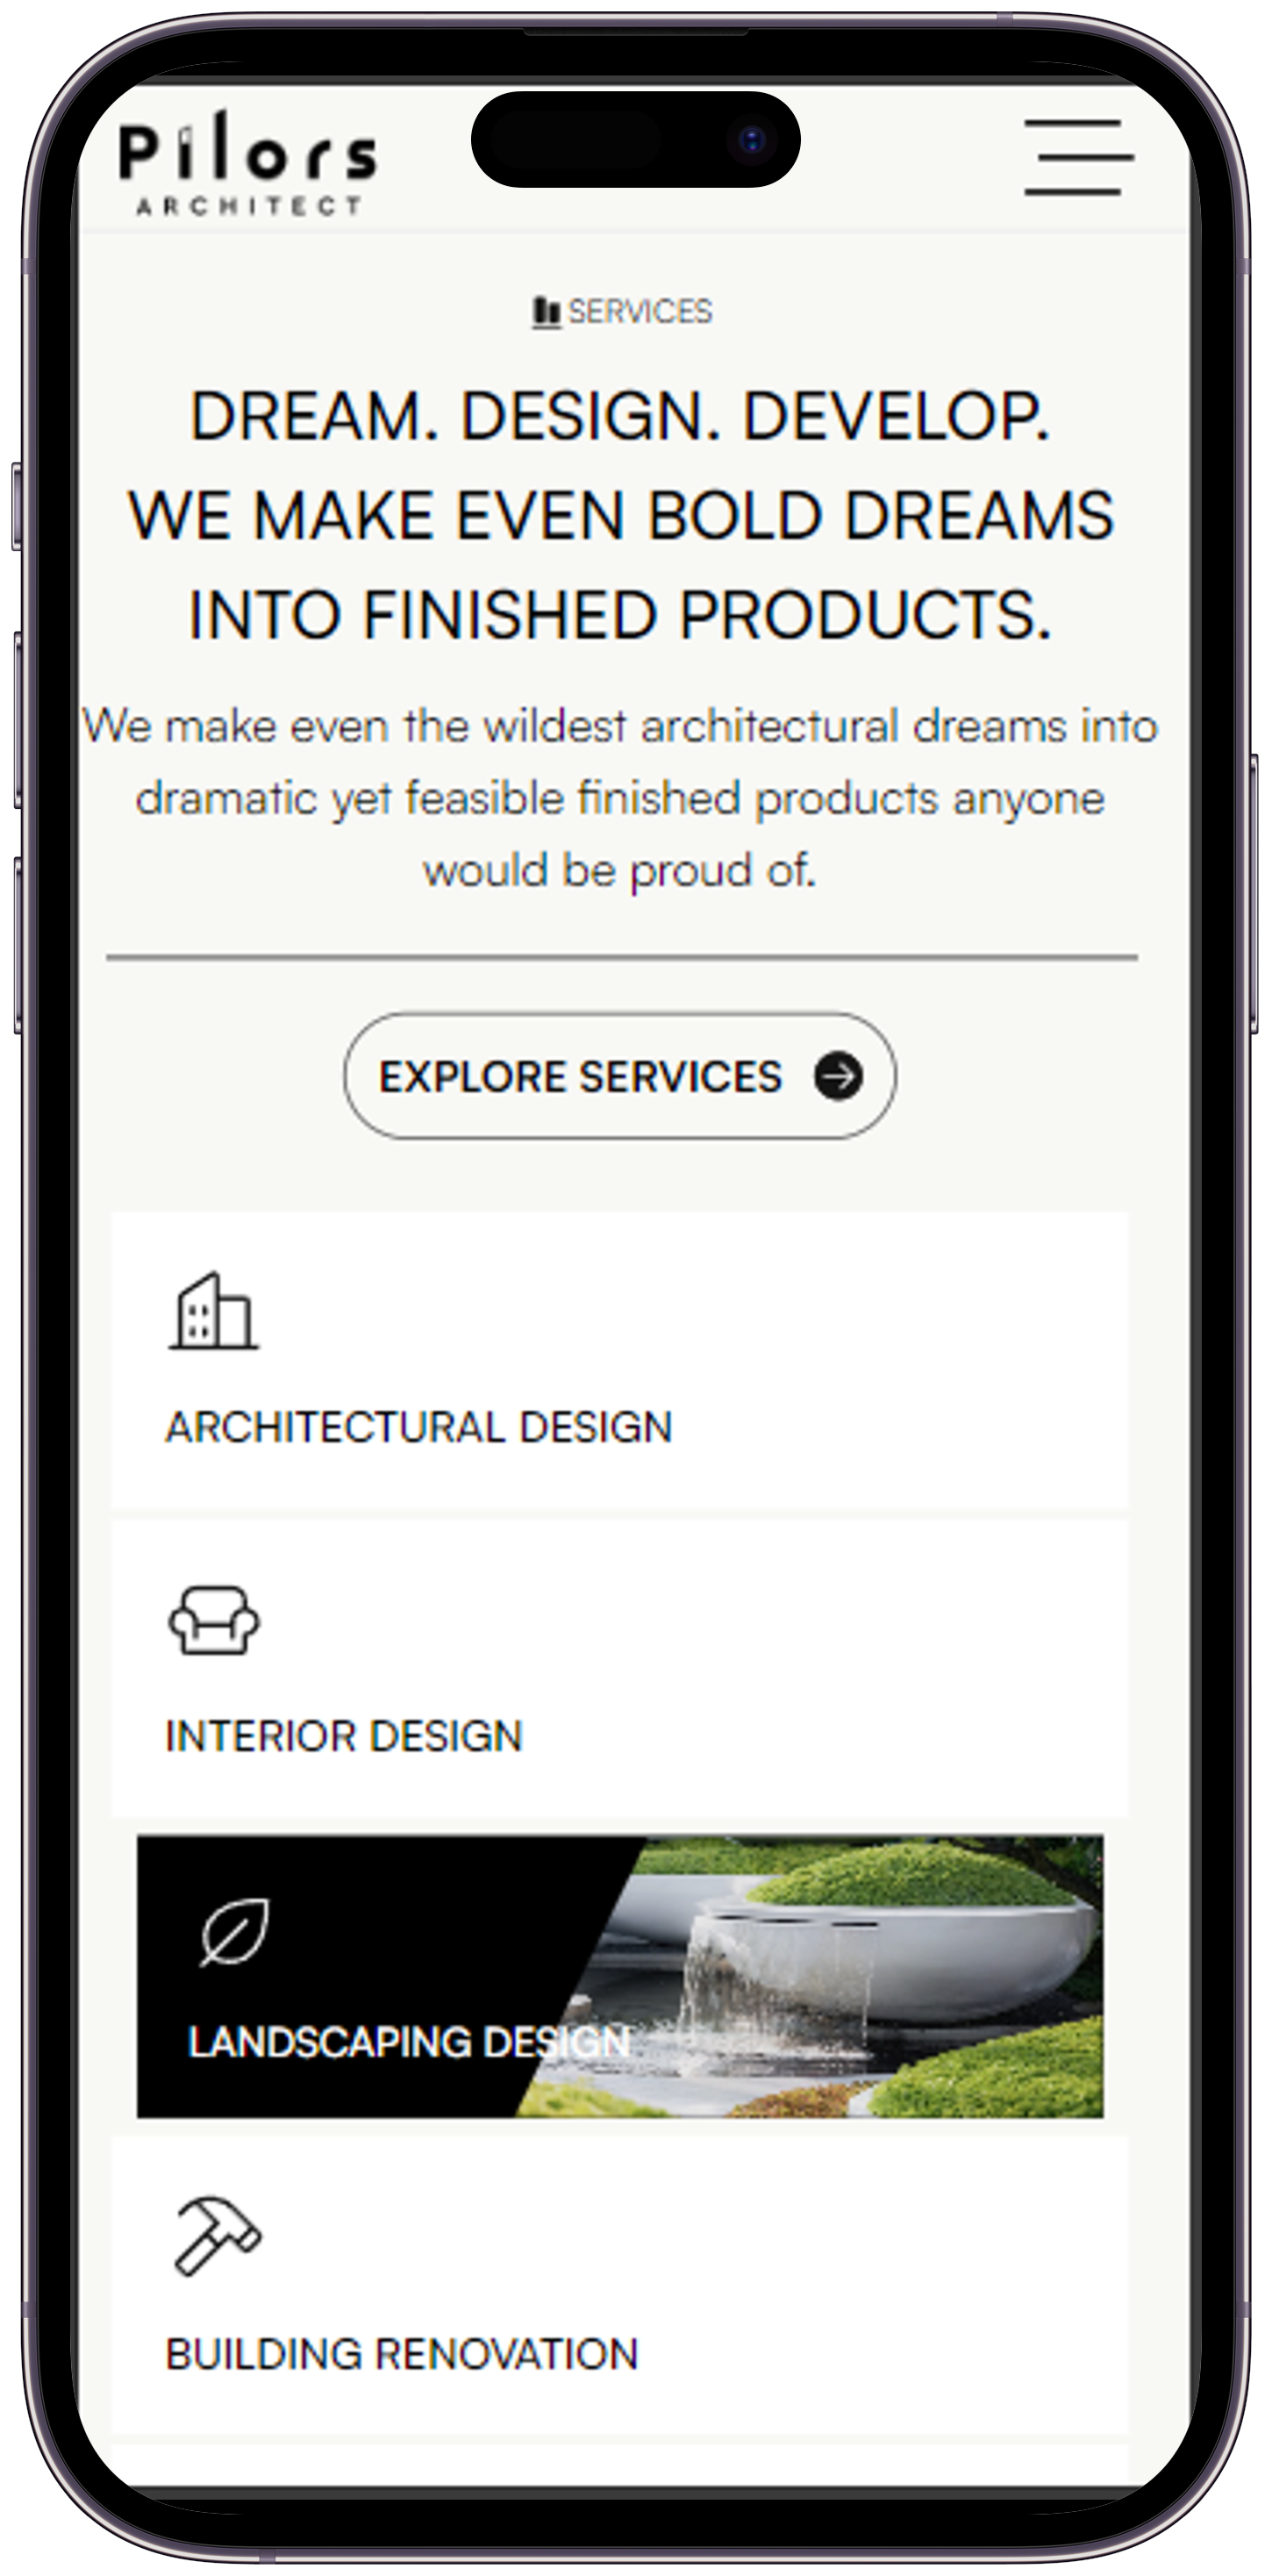 Pilors
ARCHITECT
SERVICES
DREAM. DESIGN. DEVELOP.
WE MAKE EVEN BOLD DREAMS
INTO FINISHED PRODUCTS.
We make even the wildest architectural dreams into
dramatic yet feasible finished products anyone
would be proud of.
EXPLORE SERVICES
ARCHITECTURAL DESIGN
INTERIOR DESIGN
LANDSCAPING DESIGN
BUILDING RENOVATION